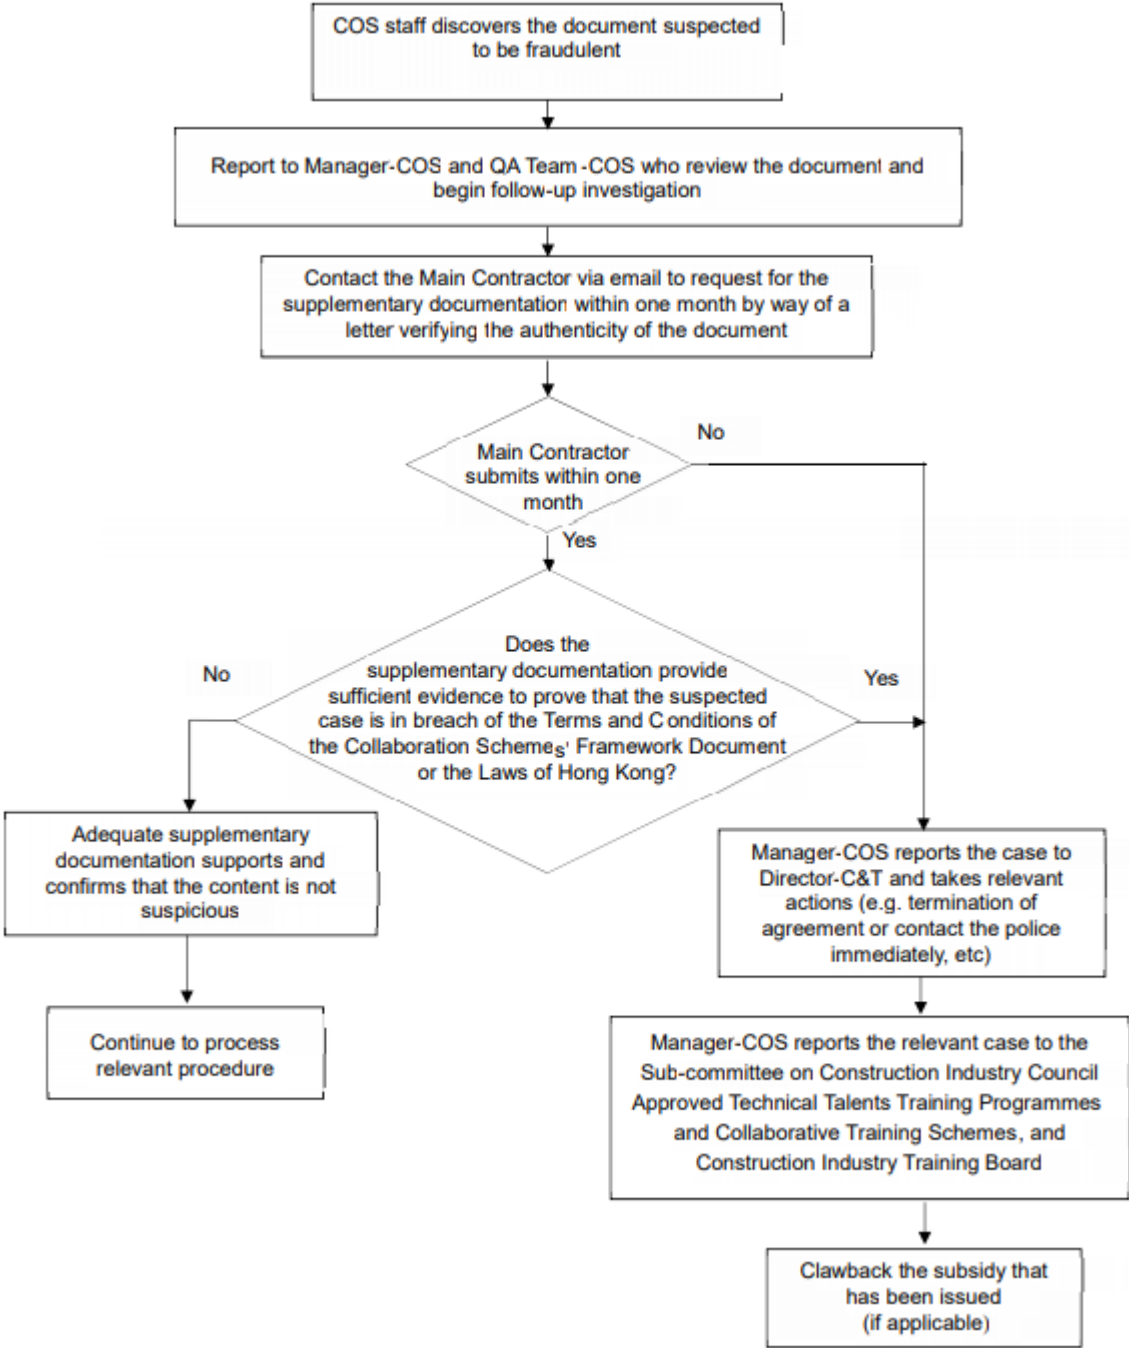 COS staff discovers the document suspected
to be fraudulent
Report to Manager-COS and QA Team -COS who review the document and
begin follow-up investigation
Contact the Main Contractor via email to request for the
supplementary documentation within one month by way of a
letter verifying the authenticity of the document
No
Main Contractor
submits within one
month
Yes
Does the
supplementary documentation provide
sufficient evidence to prove that the suspected
case is in breach of the Terms and Conditions of
the Collaboration Schemes' Framework Document
or the Laws of Hong Kong?
No
Yes
Adequate supplementary
documentation supports and
confirms that the content is not
suspicious
Continue to process
relevant procedure
Manager-COS reports the case to
Director-C&T and takes relevant
actions (e.g. termination of
agreement or contact the police
immediately, etc)
Manager-COS reports the relevant case to the
Sub-committee on Construction Industry Council
Approved Technical Talents Training Programmes
and Collaborative Training Schemes, and
Construction Industry Training Board
Clawback the subsidy that
has been issued
(if applicable)